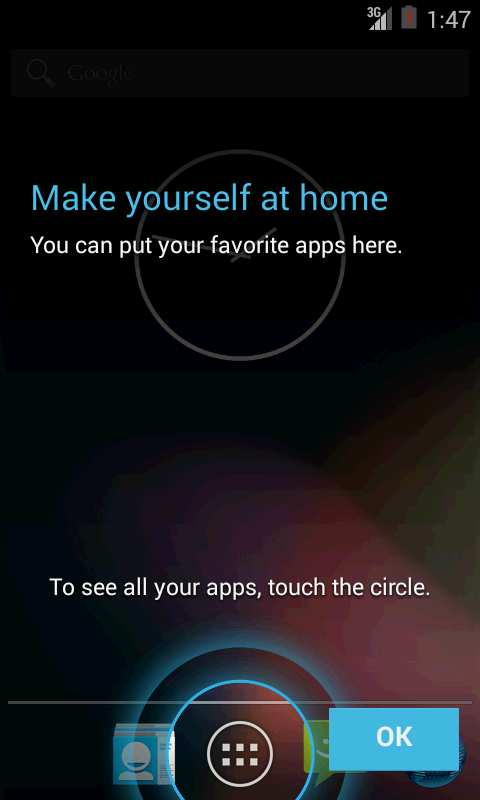 3G 1:47
Google
Make yourself at home
You can put your favorite apps here.
To see all your apps, touch the circle.
OK